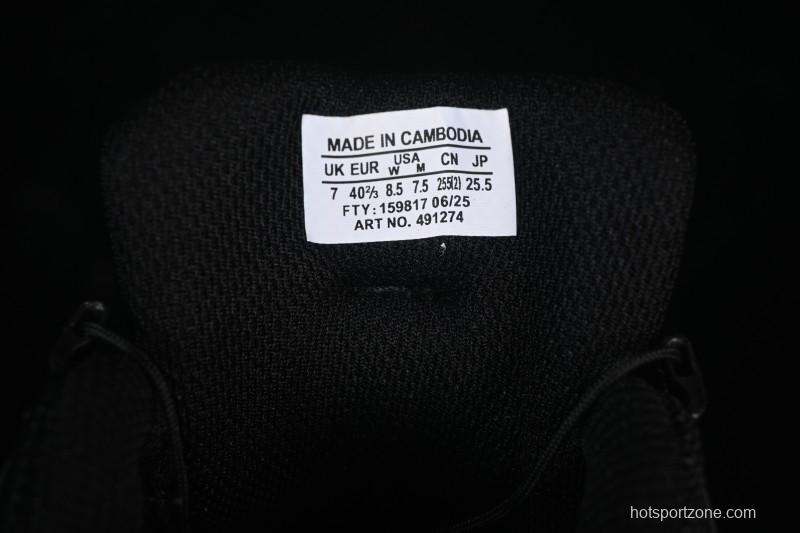 MADE IN CAMBODIA
UK EUR USA W M CN JP
7 40⅔ 8.5 7.5 255(2) 25.5
FTY: 159817 06/25
ART NO. 491274
hotsportzone.com